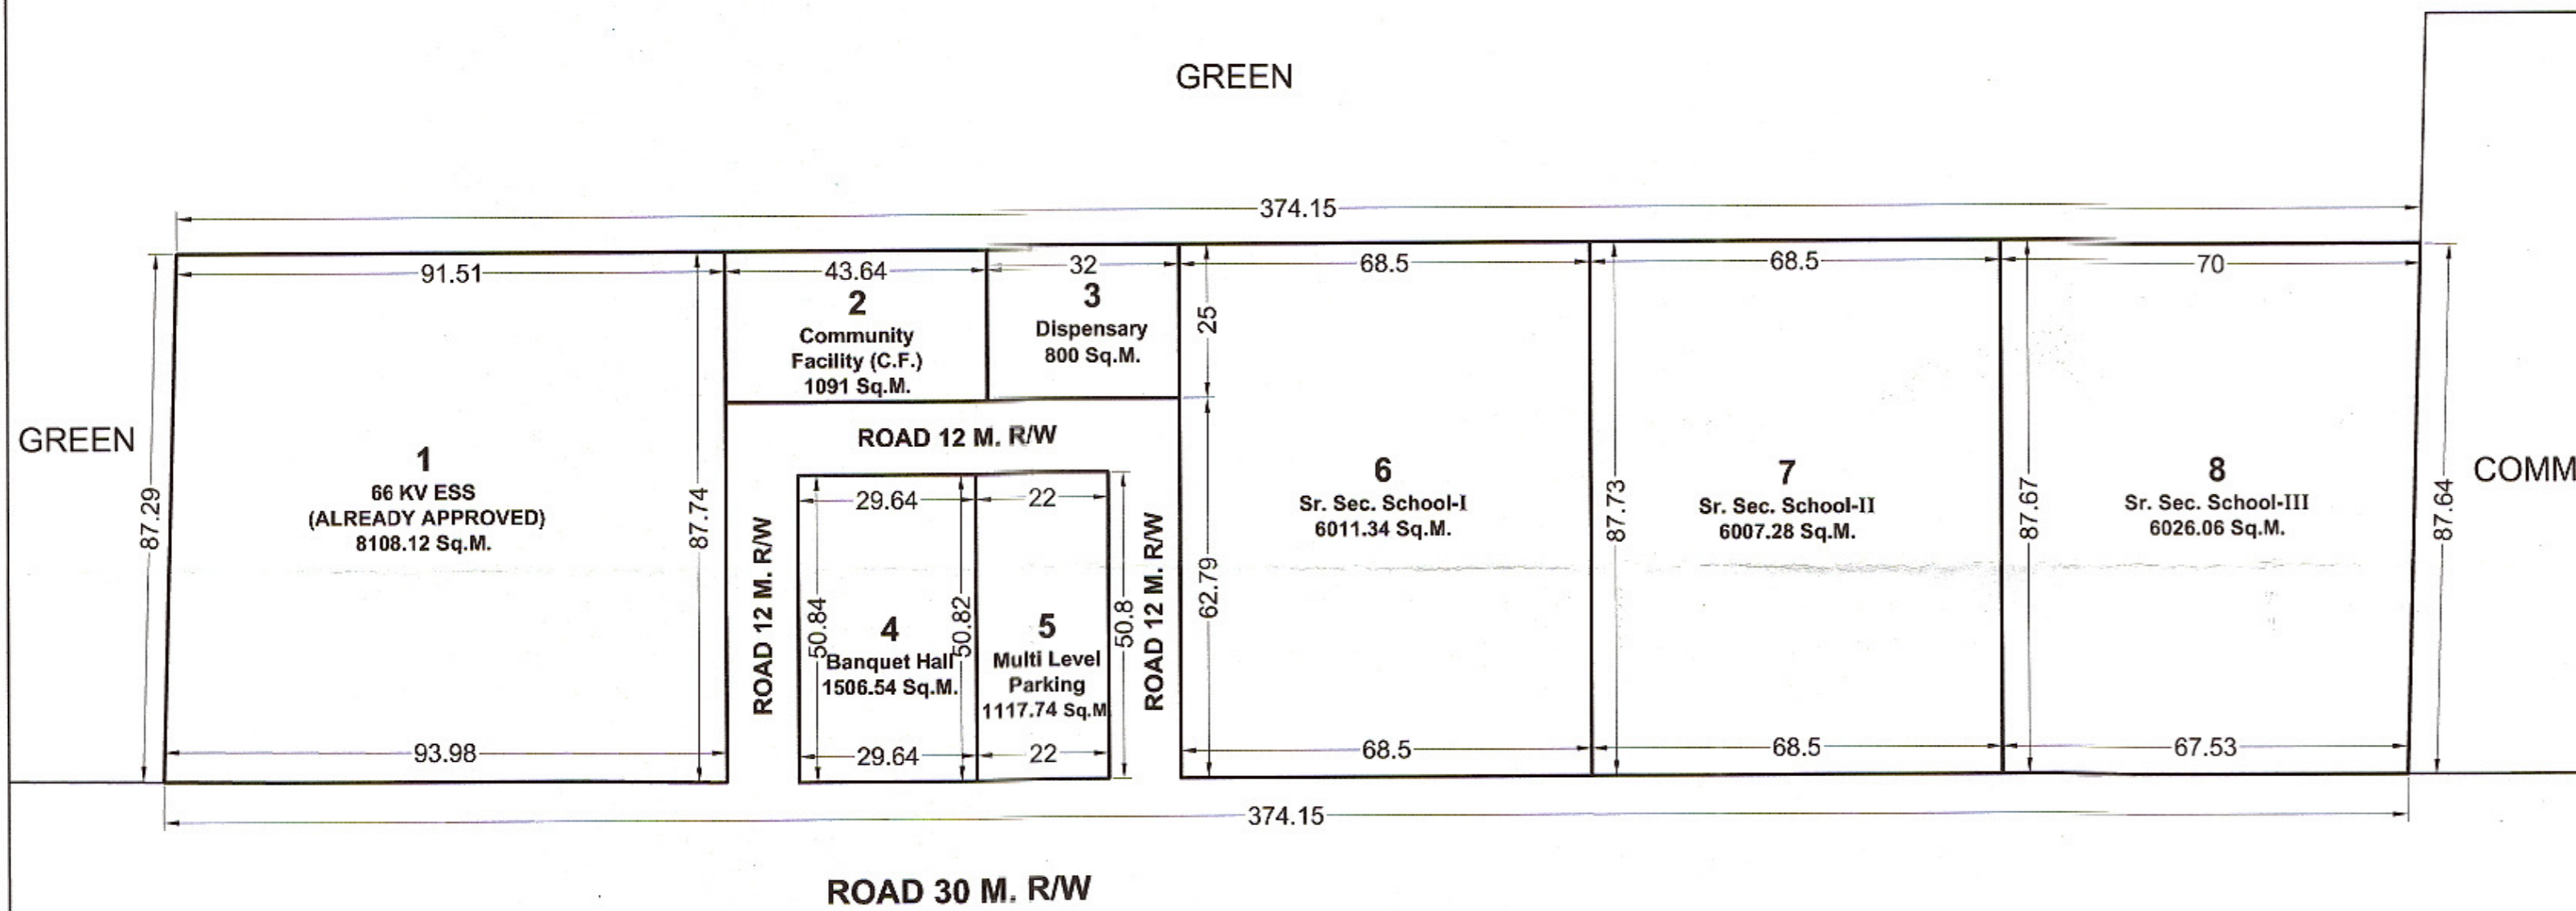 GREEN
374.15
91.51
43.64
32
68.5
68.5
70
2
Community
Facility (C.F.)
1091 Sq.M.
3
Dispensary
800 Sq.M.
25
GREEN
87.29
1
66 KV ESS
(ALREADY APPROVED)
8108.12 Sq.M.
87.74
93.98
ROAD 12 M. R/W
ROAD 12 M. R/W
29.64
22
50.84
50.82
4
Banquet Hall
1506.54 Sq.M.
5
Multi Level
Parking
1117.74 Sq.M
50.8
29.64
22
ROAD 12 M. R/W
62.79
6
Sr. Sec. School-I
6011.34 Sq.M.
87.73
7
Sr. Sec. School-II
6007.28 Sq.M.
87.67
8
Sr. Sec. School-III
6026.06 Sq.M.
87.64
COMM
68.5
68.5
67.53
374.15
ROAD 30 M. R/W